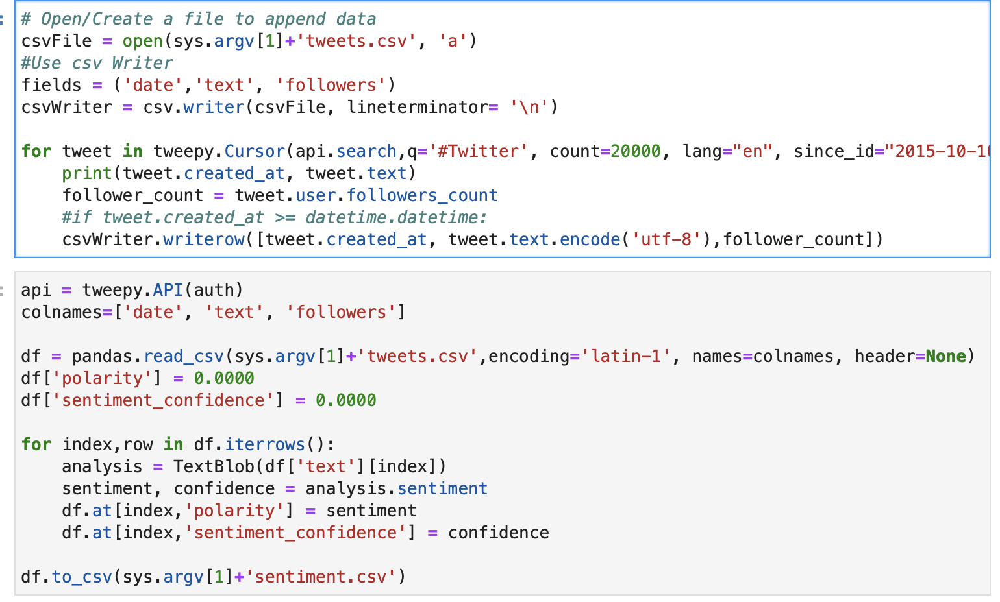 # Open/Create a file to append data
csvFile = open(sys.argv[1]+'tweets.csv', 'a')
#Use csv Writer
fields = ('date','text', 'followers')
csvWriter = csv.writer(csvFile, lineterminator= '\n')
for tweet in tweepy.Cursor(api.search,q='#Twitter', count=20000, lang="en", since_id="2015-10-10
    print(tweet.created_at, tweet.text)
    follower_count = tweet.user.followers_count
    #if tweet.created_at >= datetime.datetime:
    csvWriter.writerow([tweet.created_at, tweet.text.encode('utf-8'),follower_count])
api = tweepy.API(auth)
colnames=['date', 'text', 'followers']
df = pandas.read_csv(sys.argv[1]+'tweets.csv',encoding='latin-1', names=colnames, header=None)
df['polarity'] = 0.0000
df['sentiment_confidence'] = 0.0000
for index,row in df.iterrows():
    analysis = TextBlob(df['text'][index])
    sentiment, confidence = analysis.sentiment
    df.at[index,'polarity'] = sentiment
    df.at[index,'sentiment_confidence'] = confidence
df.to_csv(sys.argv[1]+'sentiment.csv')